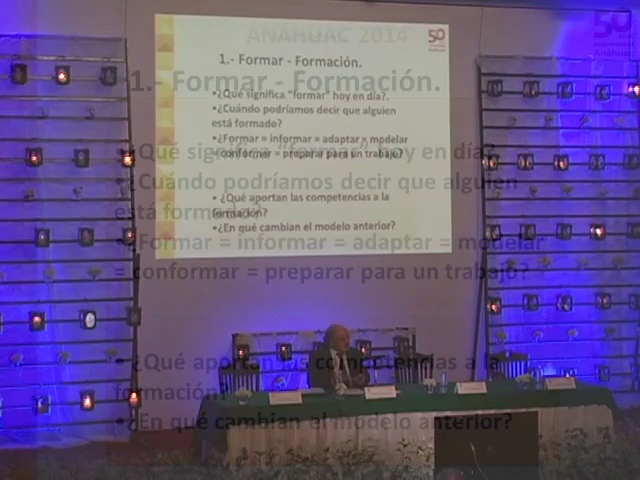 ANÁHUAC 2014
50
1.- Formar - Formación.
•¿Qué significa "formar" hoy en día?.
•¿Cuándo podríamos decir que alguien
está formado?
•¿Formar = informar = adaptar = modelar
= conformar = preparar para un trabajo?
• ¿Qué aportan las competencias a la
formación?
•¿En qué cambian el modelo anterior?
50
Anáhuac
1.- Formar - Formación.
•¿Qué significa "formar" hoy en día?
•¿Cuándo podríamos decir que alguien
está formado?
•¿Formar = informar = adaptar = modelar
= conformar = preparar para un trabajo?
•¿Qué aportan las competencias a la
formación?
•¿En qué cambian el modelo anterior?